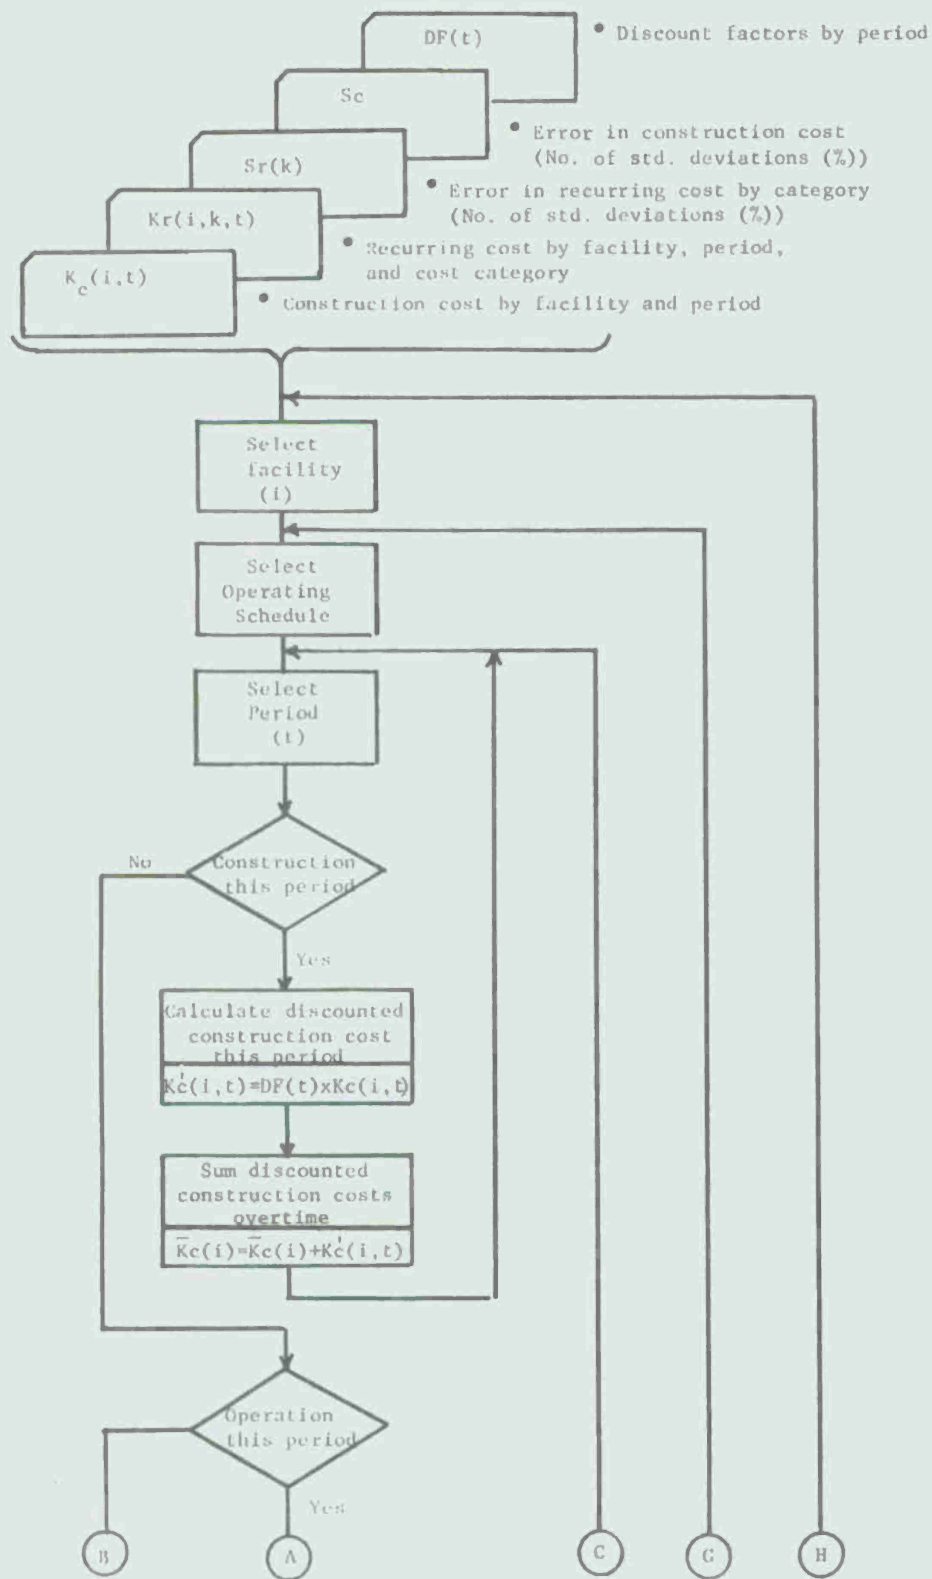 DF(t)
• Discount factors by period
Sc
• Error in construction cost
(No. of std. deviations (%))
Sr(k)
• Error in recurring cost by category
(No. of std. deviations (%))
Kr(i,k,t)
• Recurring cost by facility, period,
and cost category
K_c(i,t)
• Construction cost by facility and period
Select
facility
(i)
Select
Operating
Schedule
Select
Period
(t)
No
Construction
this period
Yes
Calculate discounted
construction cost
this period
Kc'(i,t)=DF(t)xKc(i,t)
Sum discounted
construction costs
overtime
K̄c(i)=K̄c(i)+Kc'(i,t)
Operation
this period
Yes
B
A
C
G
H